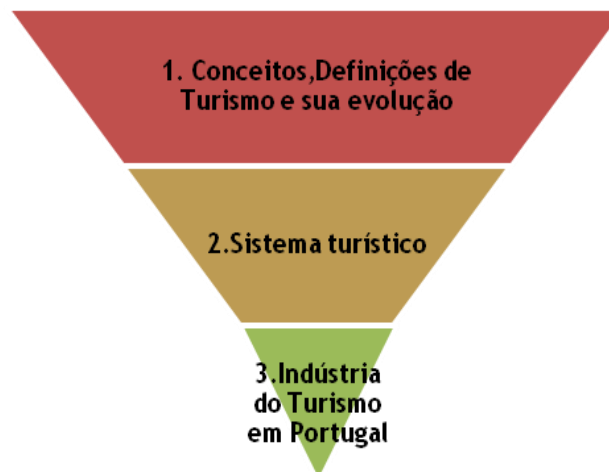 1. Conceitos,Definições de
Turismo e sua evolução
2.Sistema turístico
3.Indústria
do Turismo
em Portugal